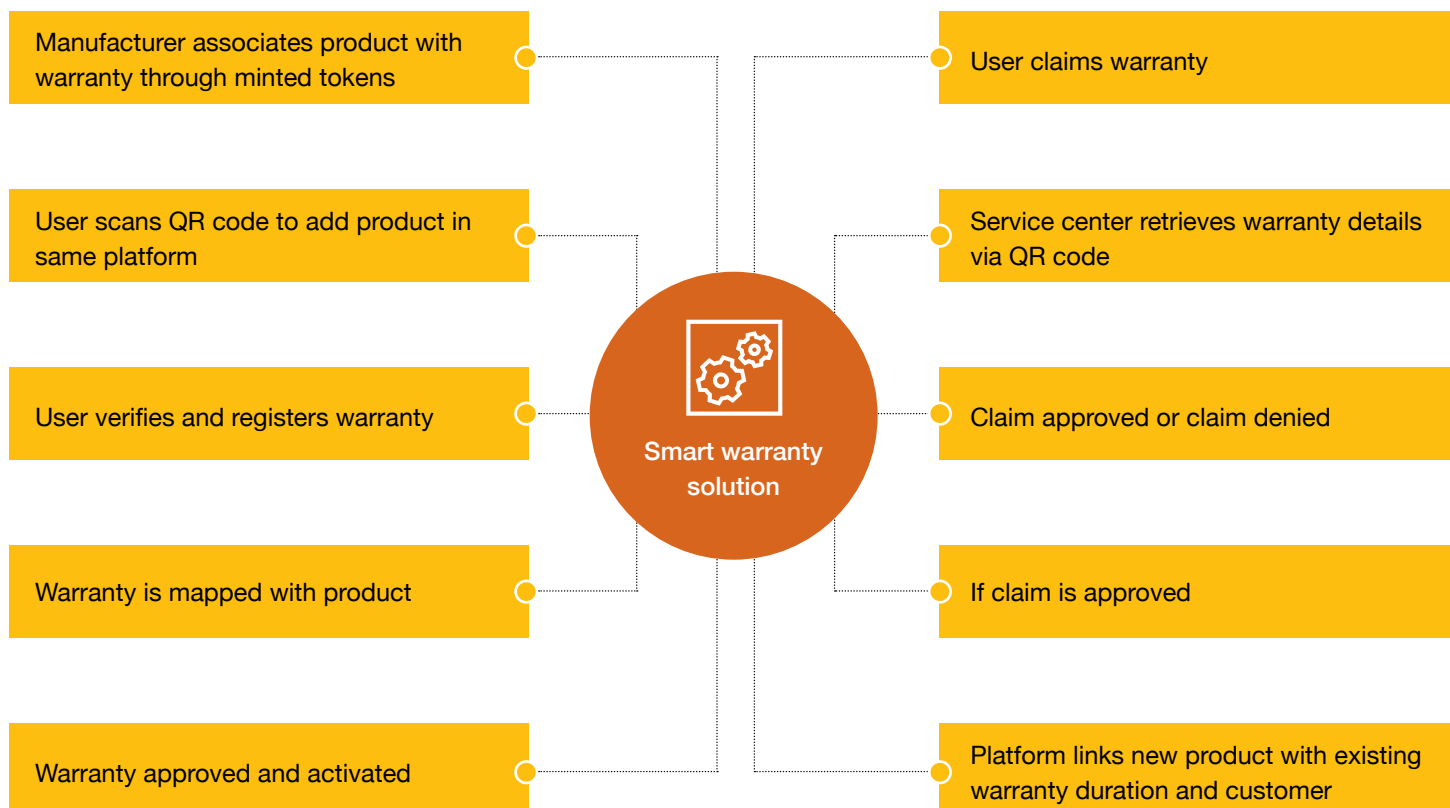 Manufacturer associates product with
warranty through minted tokens
User scans QR code to add product in
same platform
User verifies and registers warranty
Warranty is mapped with product
Warranty approved and activated
Smart warranty
solution
User claims warranty
Service center retrieves warranty details
via QR code
Claim approved or claim denied
If claim is approved
Platform links new product with existing
warranty duration and customer